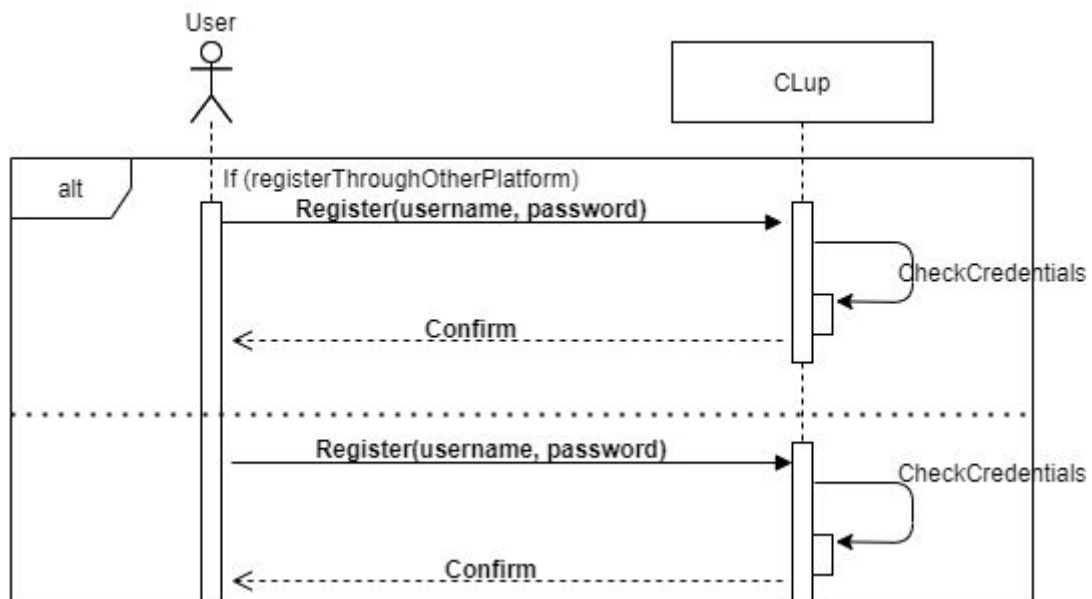 User
CLup
alt
If (registerThroughOtherPlatform)
Register(username, password)
CheckCredentials
Confirm
Register(username, password)
CheckCredentials
Confirm